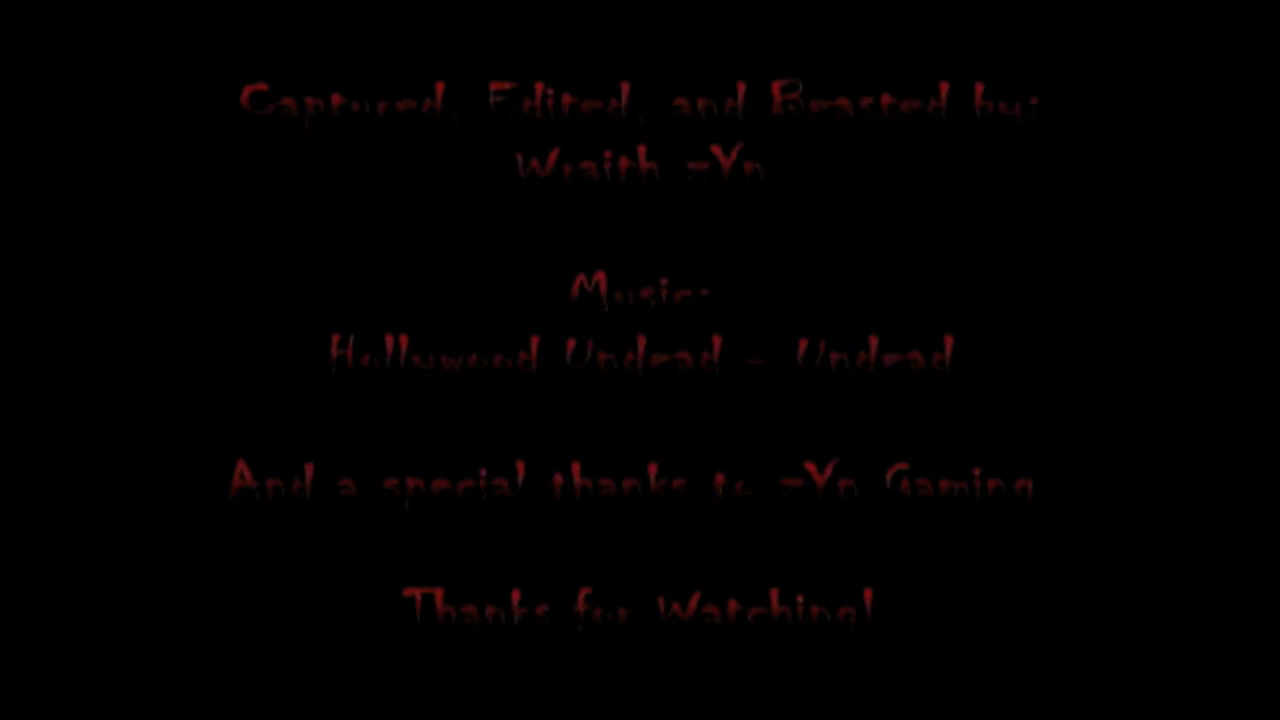 Captured, Edited, and Beasted by:
Wraith =Yn
Music:
Hollywood Undead - Undead
And a special thanks to =Yn Gaming
Thanks for Watching!